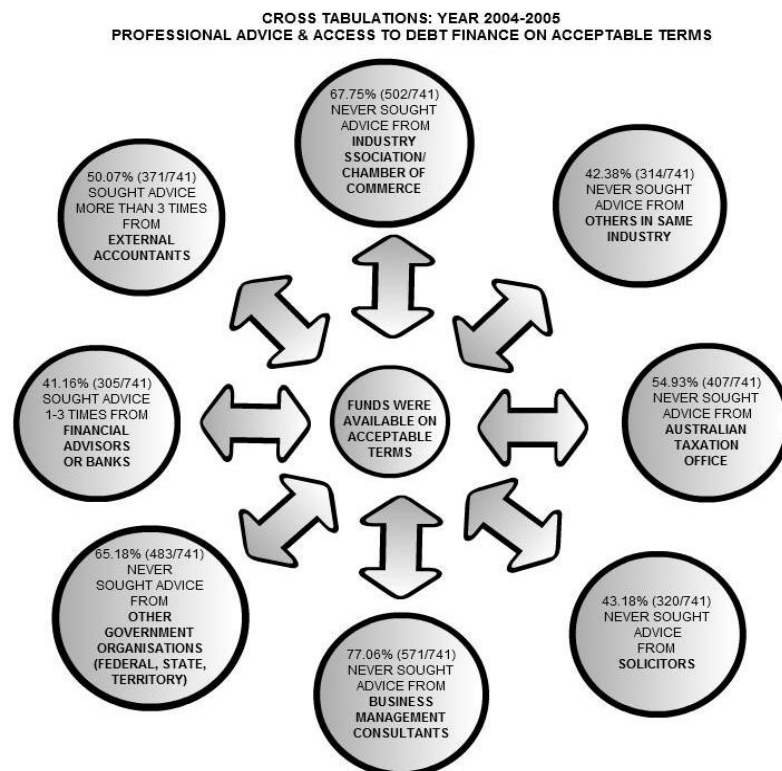 CROSS TABULATIONS: YEAR 2004-2005
PROFESSIONAL ADVICE & ACCESS TO DEBT FINANCE ON ACCEPTABLE TERMS
67.75% (502/741)
NEVER SOUGHT
ADVICE FROM
INDUSTRY
SSOCIATION/
CHAMBER OF
COMMERCE
50.07% (371/741)
SOUGHT ADVICE
MORE THAN 3 TIMES
FROM
EXTERNAL
ACCOUNTANTS
42.38% (314/741)
NEVER SOUGHT
ADVICE FROM
OTHERS IN SAME
INDUSTRY
41.16% (305/741)
SOUGHT ADVICE
1-3 TIMES FROM
FINANCIAL
ADVISORS
OR BANKS
FUNDS WERE
AVAILABLE ON
ACCEPTABLE
TERMS
54.93% (407/741)
NEVER SOUGHT
ADVICE FROM
AUSTRALIAN
TAXATION
OFFICE
65.18% (483/741)
NEVER
SOUGHT ADVICE
FROM
OTHER
GOVERNMENT
ORGANISATIONS
(FEDERAL, STATE,
TERRITORY)
77.06% (571/741)
NEVER SOUGHT
ADVICE FROM
BUSINESS
MANAGEMENT
CONSULTANTS
43.18% (320/741)
NEVER SOUGHT
ADVICE
FROM
SOLICITORS